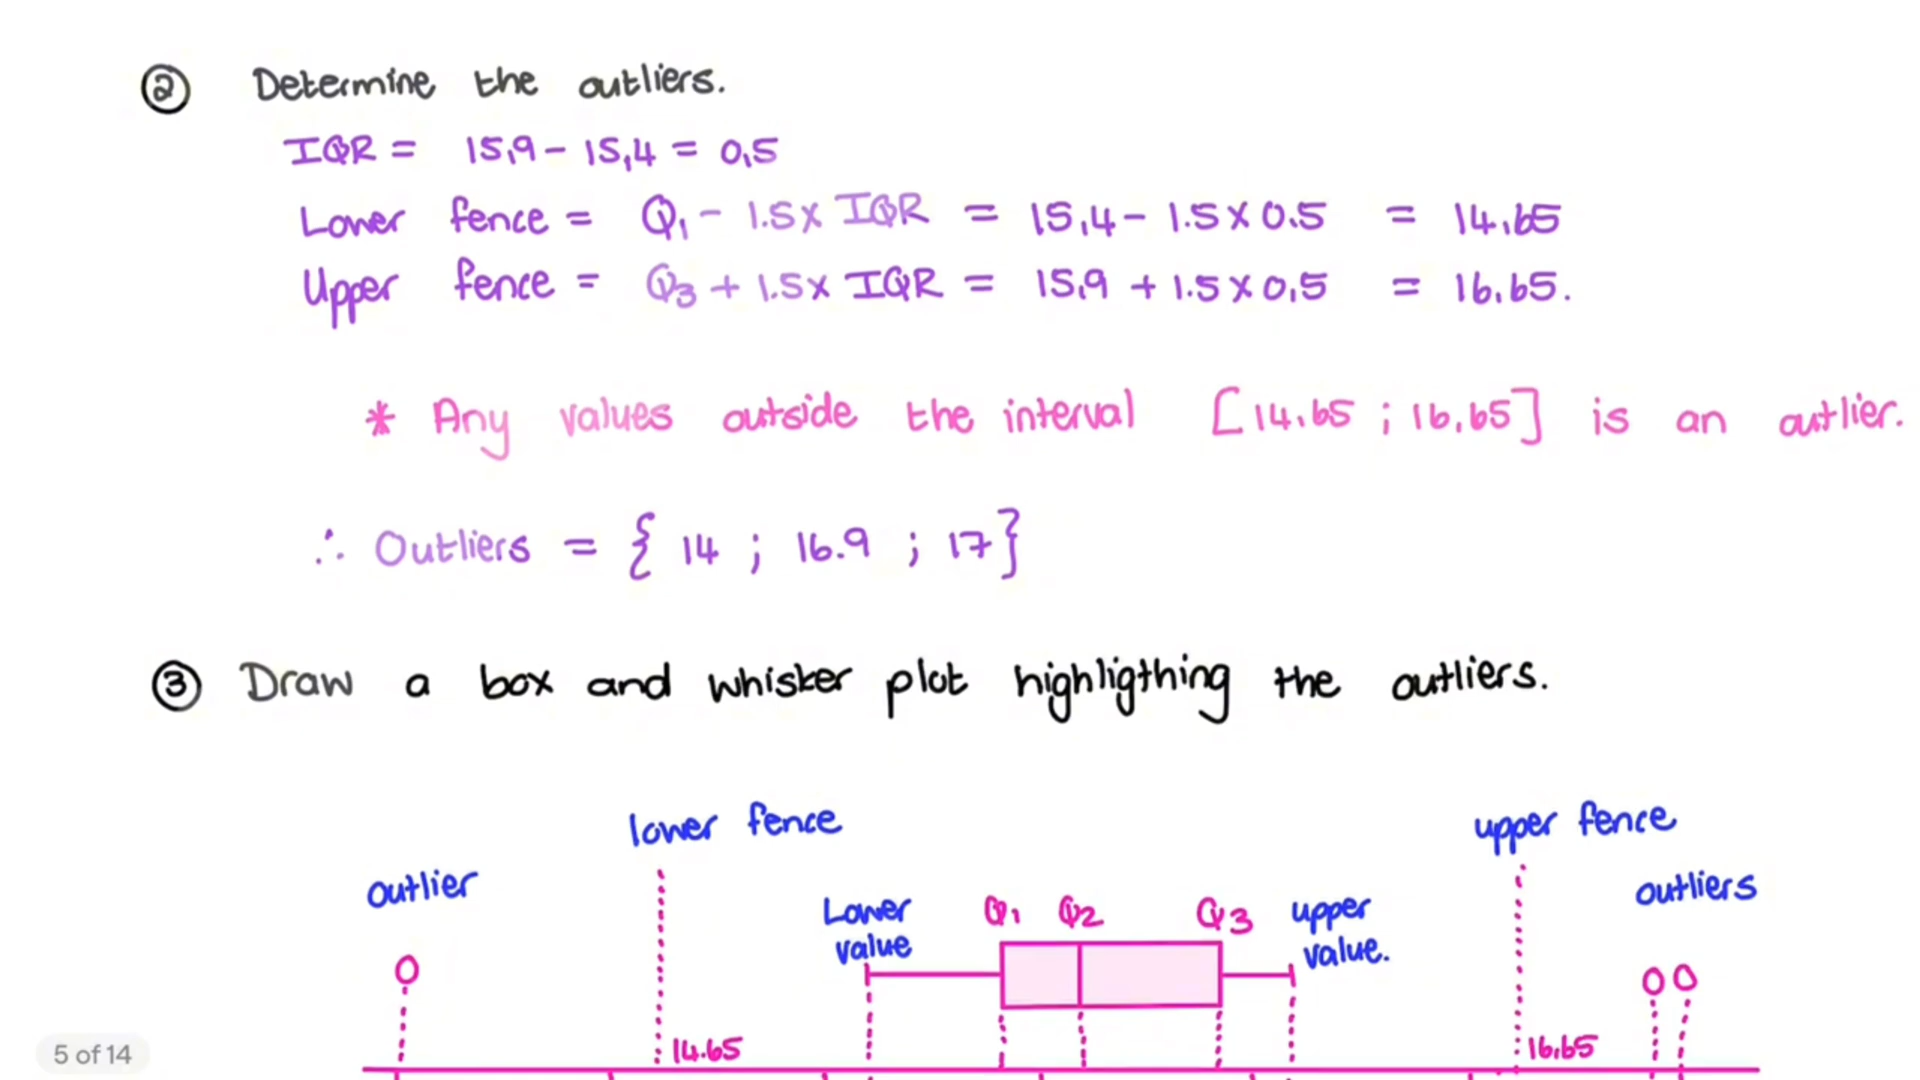 ② Determine the outliers.
IQR = 15,9 - 15,4 = 0,5
Lower fence = Q₁ - 1.5 x IQR = 15,4 - 1.5 x 0.5 = 14.65
Upper fence = Q₃ + 1.5 x IQR = 15,9 + 1.5 x 0,5 = 16.65.
* Any values outside the interval [14.65 ; 16.65] is an outlier.
∴ Outliers = { 14 ; 16.9 ; 17}
③ Draw a box and whisker plot highligthing the outliers.
lower fence
upper fence
outlier
outliers
Lower value
Q₁ Q₂ Q₃
upper value.
14.65
16.65
5 of 14